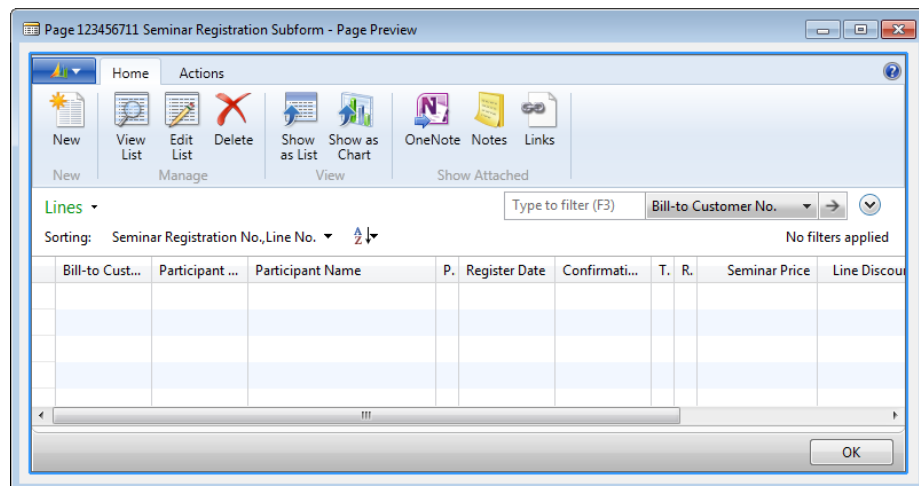 Page 123456711 Seminar Registration Subform - Page Preview
Home Actions
New View List Edit List Delete Show as List Show as Chart OneNote Notes Links
New Manage View Show Attached
Lines Type to filter (F3) Bill-to Customer No.
Sorting: Seminar Registration No.,Line No. No filters applied
Bill-to Cust... Participant ... Participant Name P. Register Date Confirmati... T. R. Seminar Price Line Discou
OK